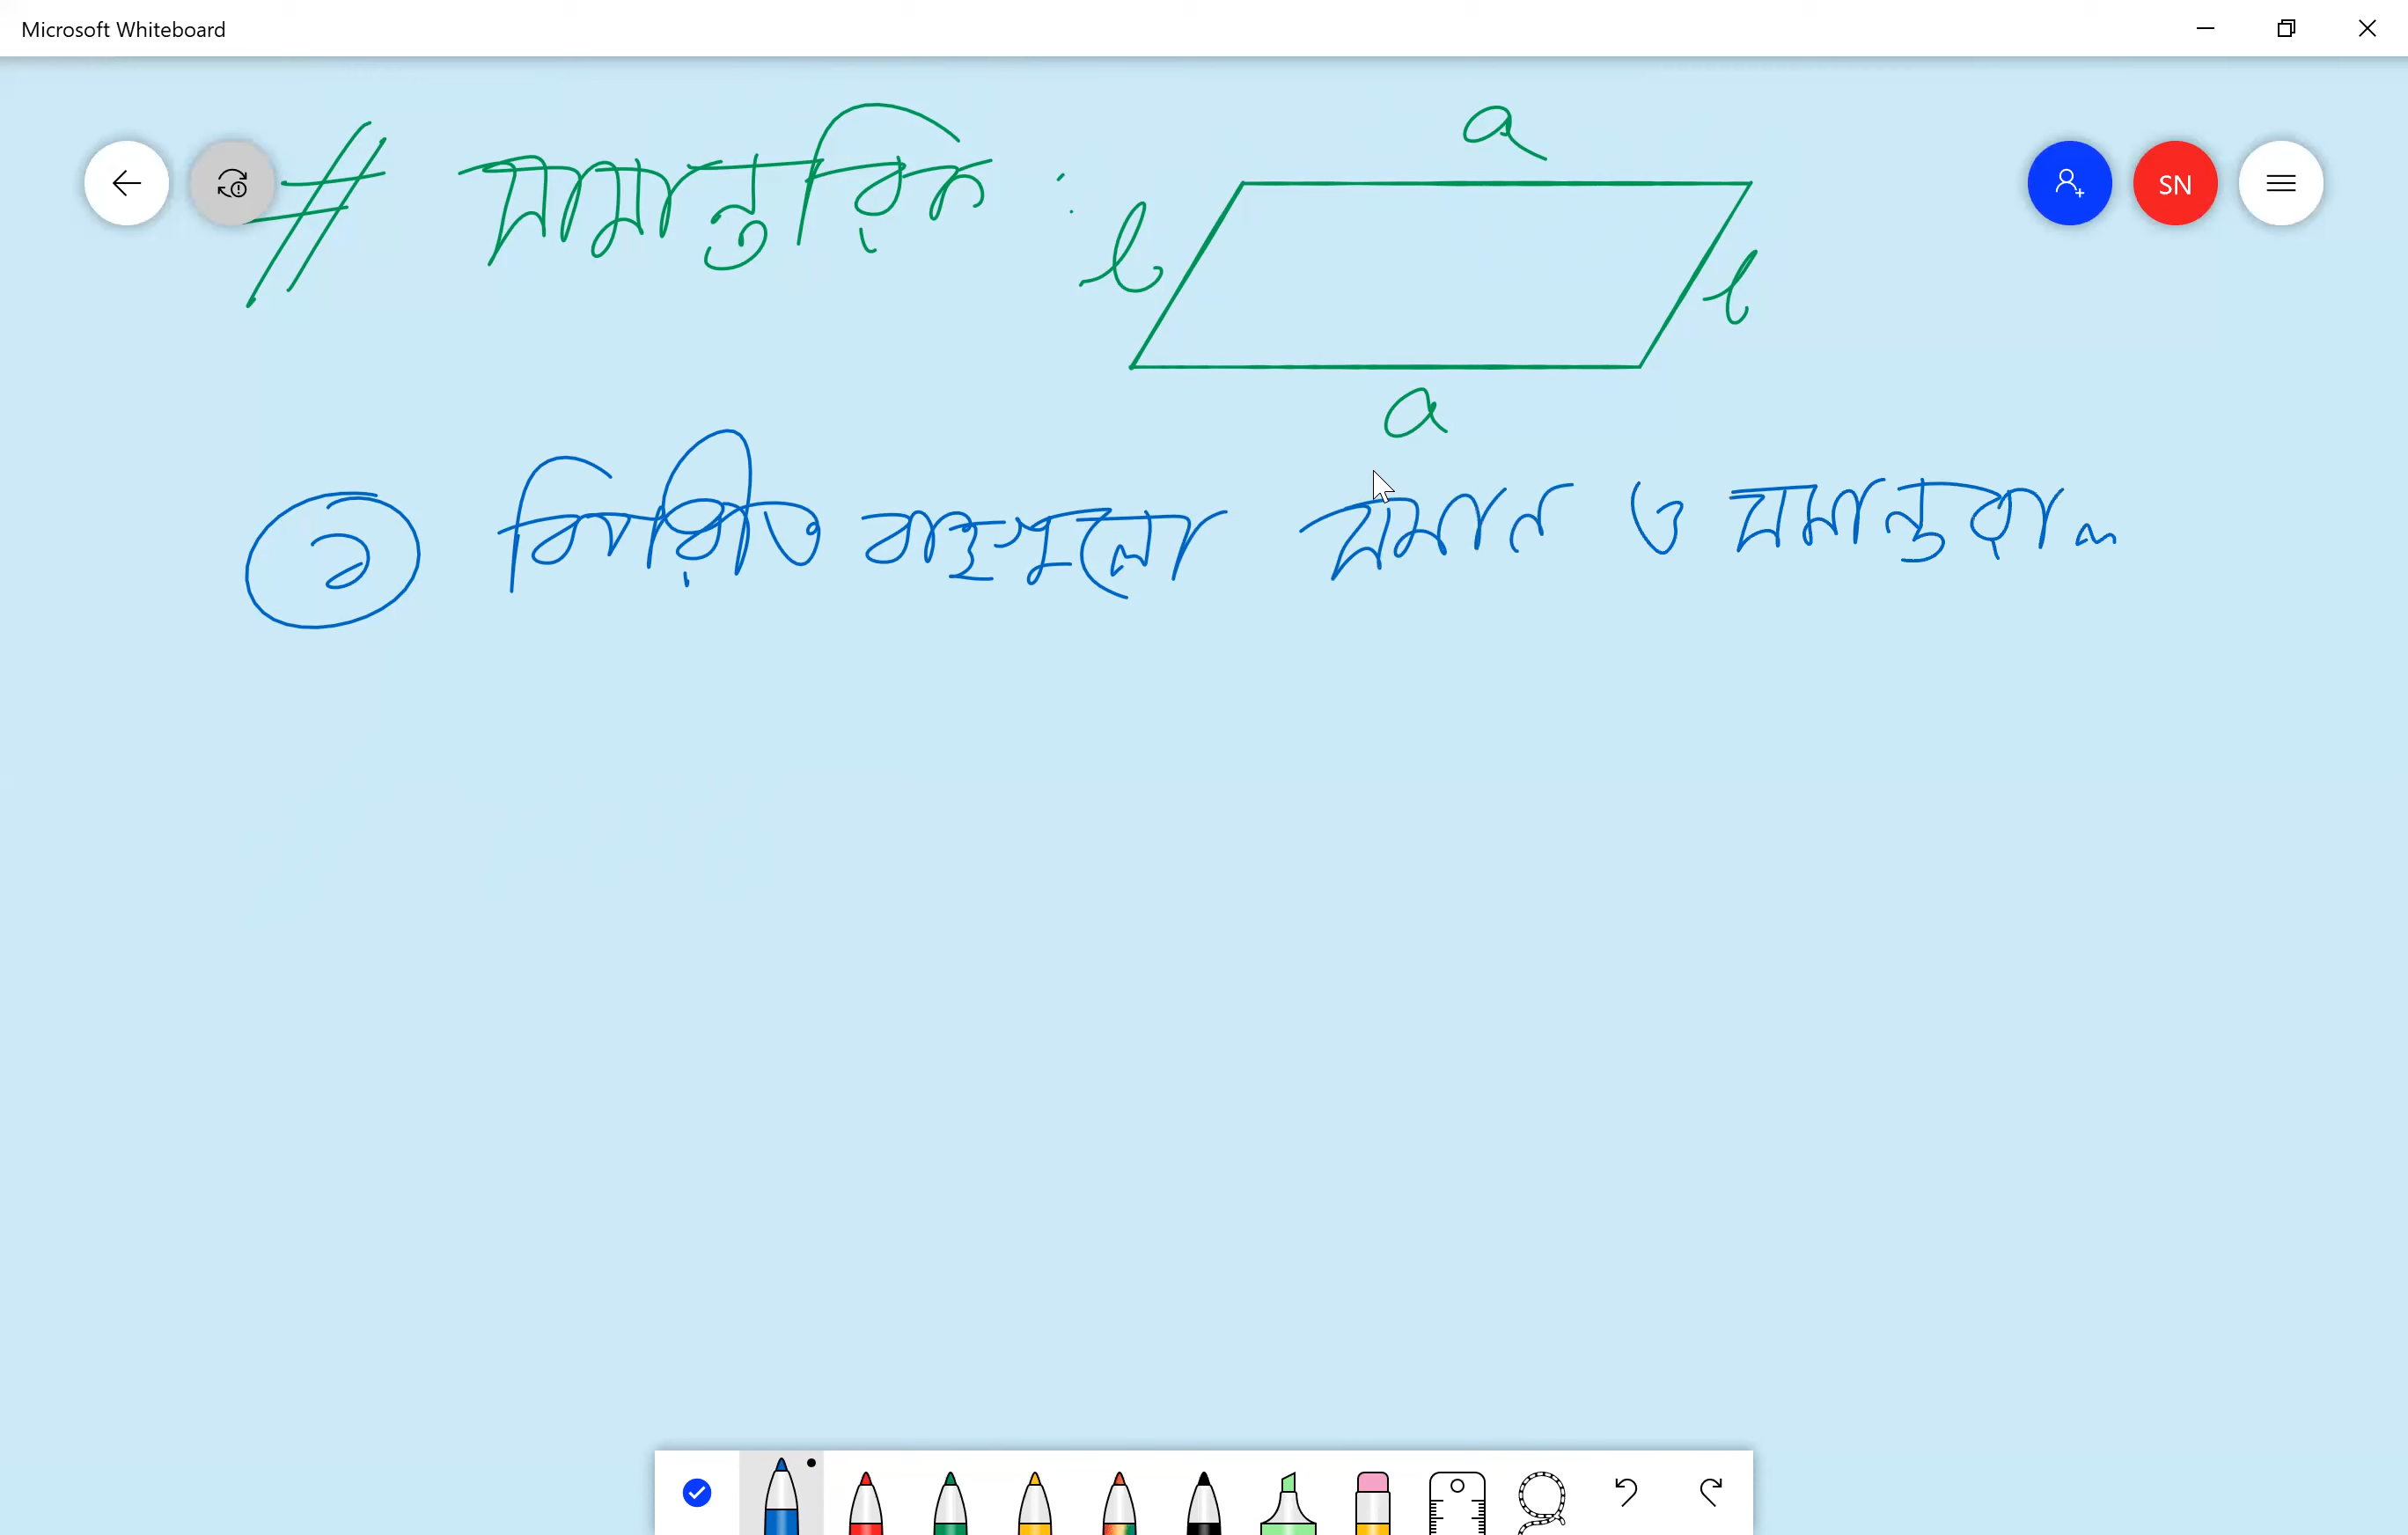 Microsoft Whiteboard
# সামান্তরিক :
a
b
b
a
SN
১ বিপরীত বাহুগুলো সমান ও সমান্তরাল